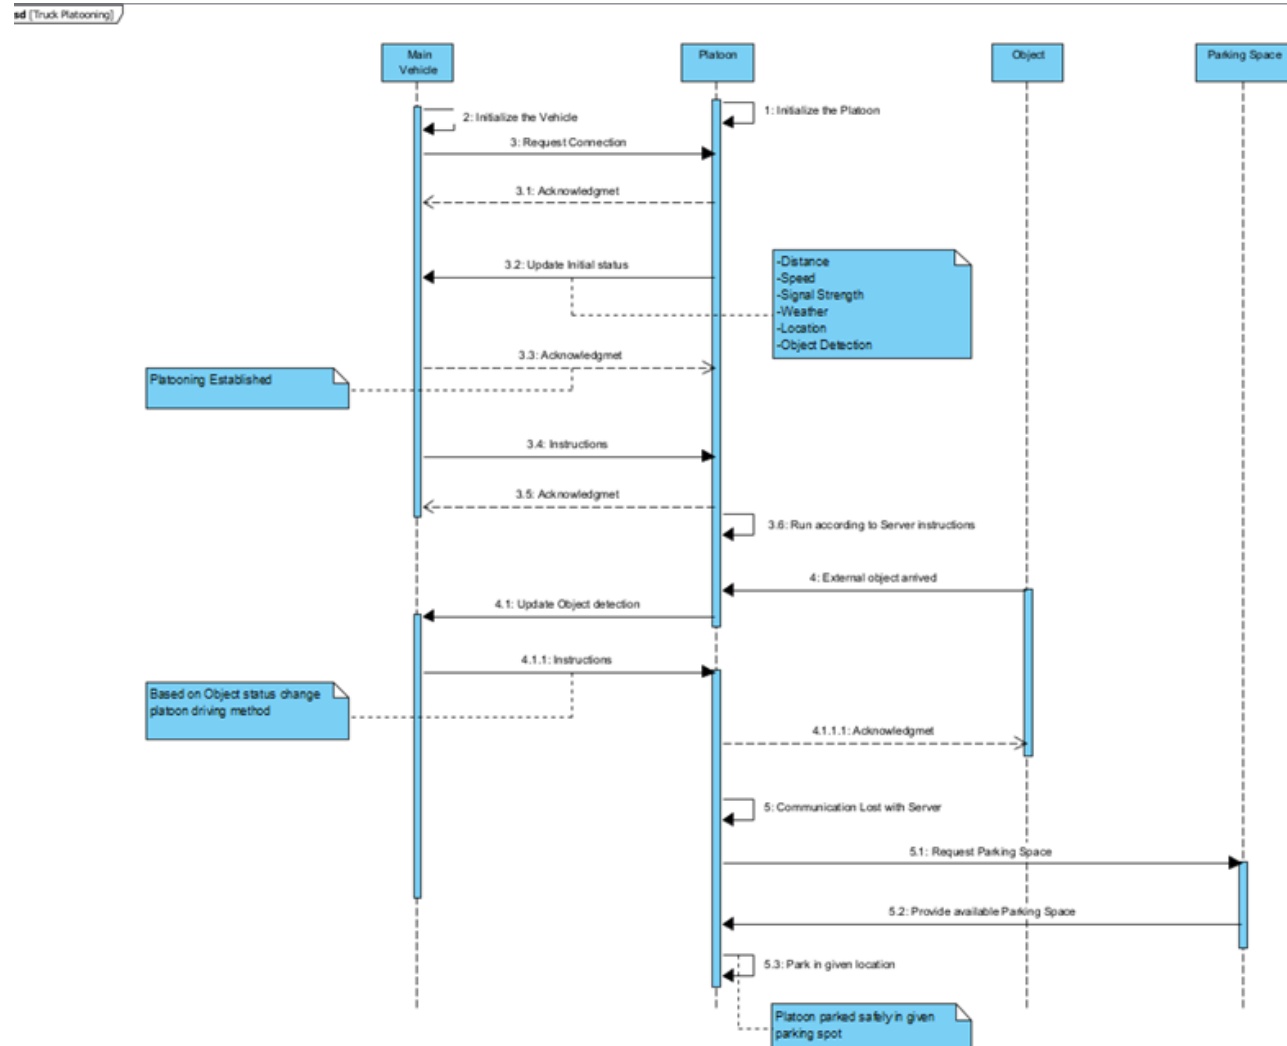 sd [Truck Platooning]
Main
Vehicle
Platoon
Object
Parking Space
1: Initialize the Platoon
2: Initialize the Vehicle
3: Request Connection
3.1: Acknowledgmet
3.2: Update Initial status
-Distance
-Speed
-Signal Strength
-Weather
-Location
-Object Detection
3.3: Acknowledgmet
Platooning Established
3.4: Instructions
3.5: Acknowledgmet
3.6: Run according to Server instructions
4: External object arrived
4.1: Update Object detection
4.1.1: Instructions
Based on Object status change
platoon driving method
4.1.1.1: Acknowledgmet
5: Communication Lost with Server
5.1: Request Parking Space
5.2: Provide available Parking Space
5.3: Park in given location
Platoon parked safely in given
parking spot